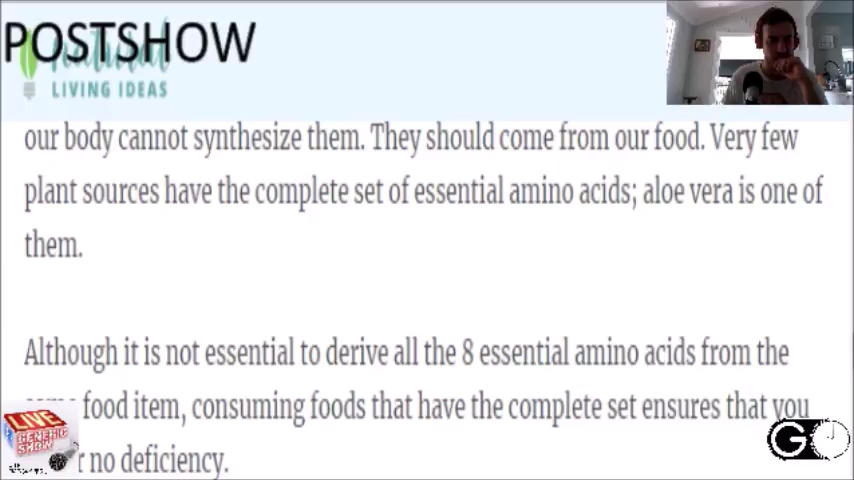 POSTSHOW
LIVING IDEAS
our body cannot synthesize them. They should come from our food. Very few
plant sources have the complete set of essential amino acids; aloe vera is one of
them.
Although it is not essential to derive all the 8 essential amino acids from the
food item, consuming foods that have the complete set ensures that you
no deficiency.
LIVE
GENERIC
SHOW
GO